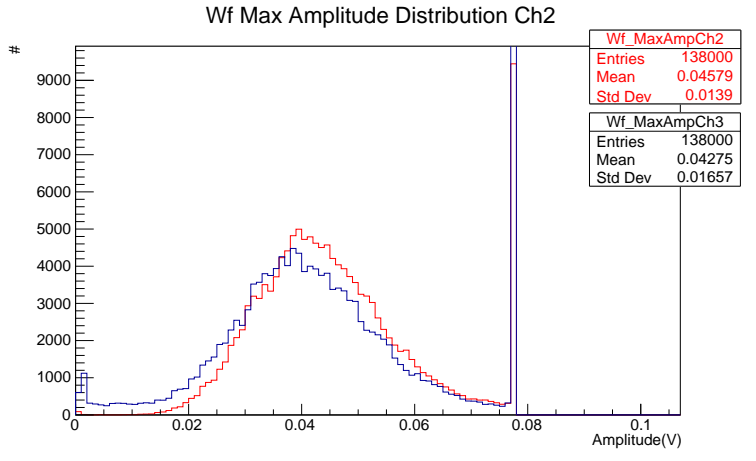 Wf Max Amplitude Distribution Ch2
#
Wf_MaxAmpCh2
Entries 138000
Mean 0.04579
Std Dev 0.0139
Wf_MaxAmpCh3
Entries 138000
Mean 0.04275
Std Dev 0.01657
9000
8000
7000
6000
5000
4000
3000
2000
1000
0
0 0.02 0.04 0.06 0.08 0.1
Amplitude(V)